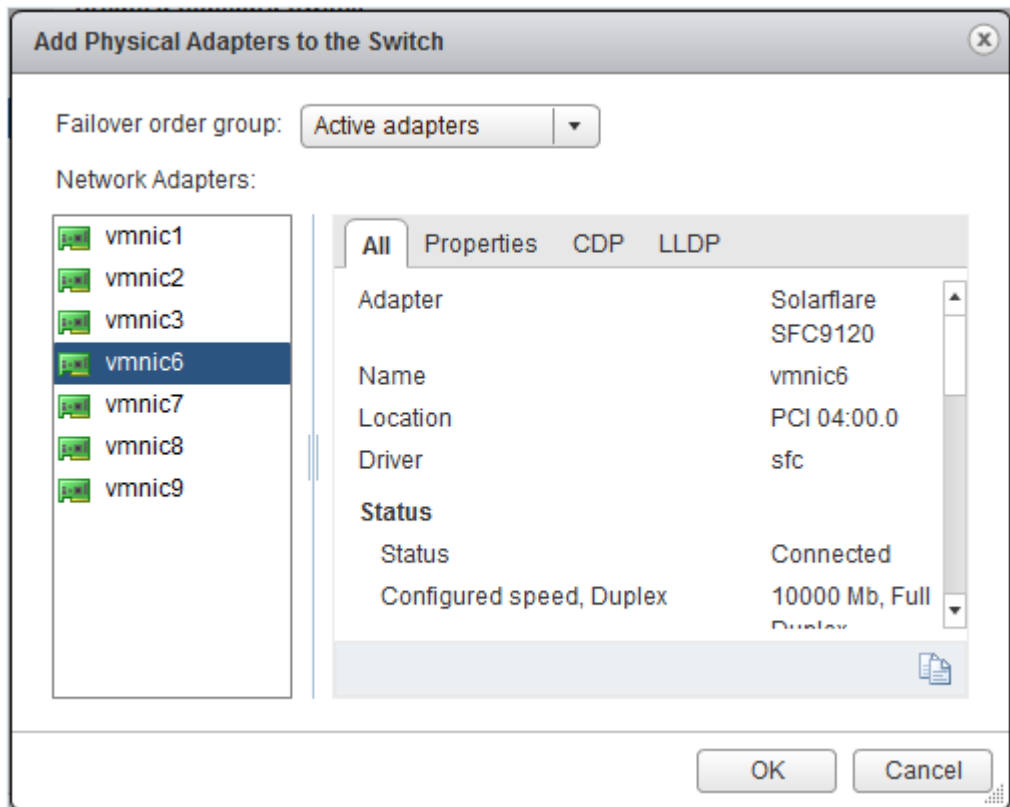 Add Physical Adapters to the Switch
Failover order group: Active adapters
Network Adapters:
vmnic1
vmnic2
vmnic3
vmnic6
vmnic7
vmnic8
vmnic9
All Properties CDP LLDP
Adapter Solarflare
SFC9120
Name vmnic6
Location PCI 04:00.0
Driver sfc
Status
Status Connected
Configured speed, Duplex 10000 Mb, Full
Duplex
OK Cancel